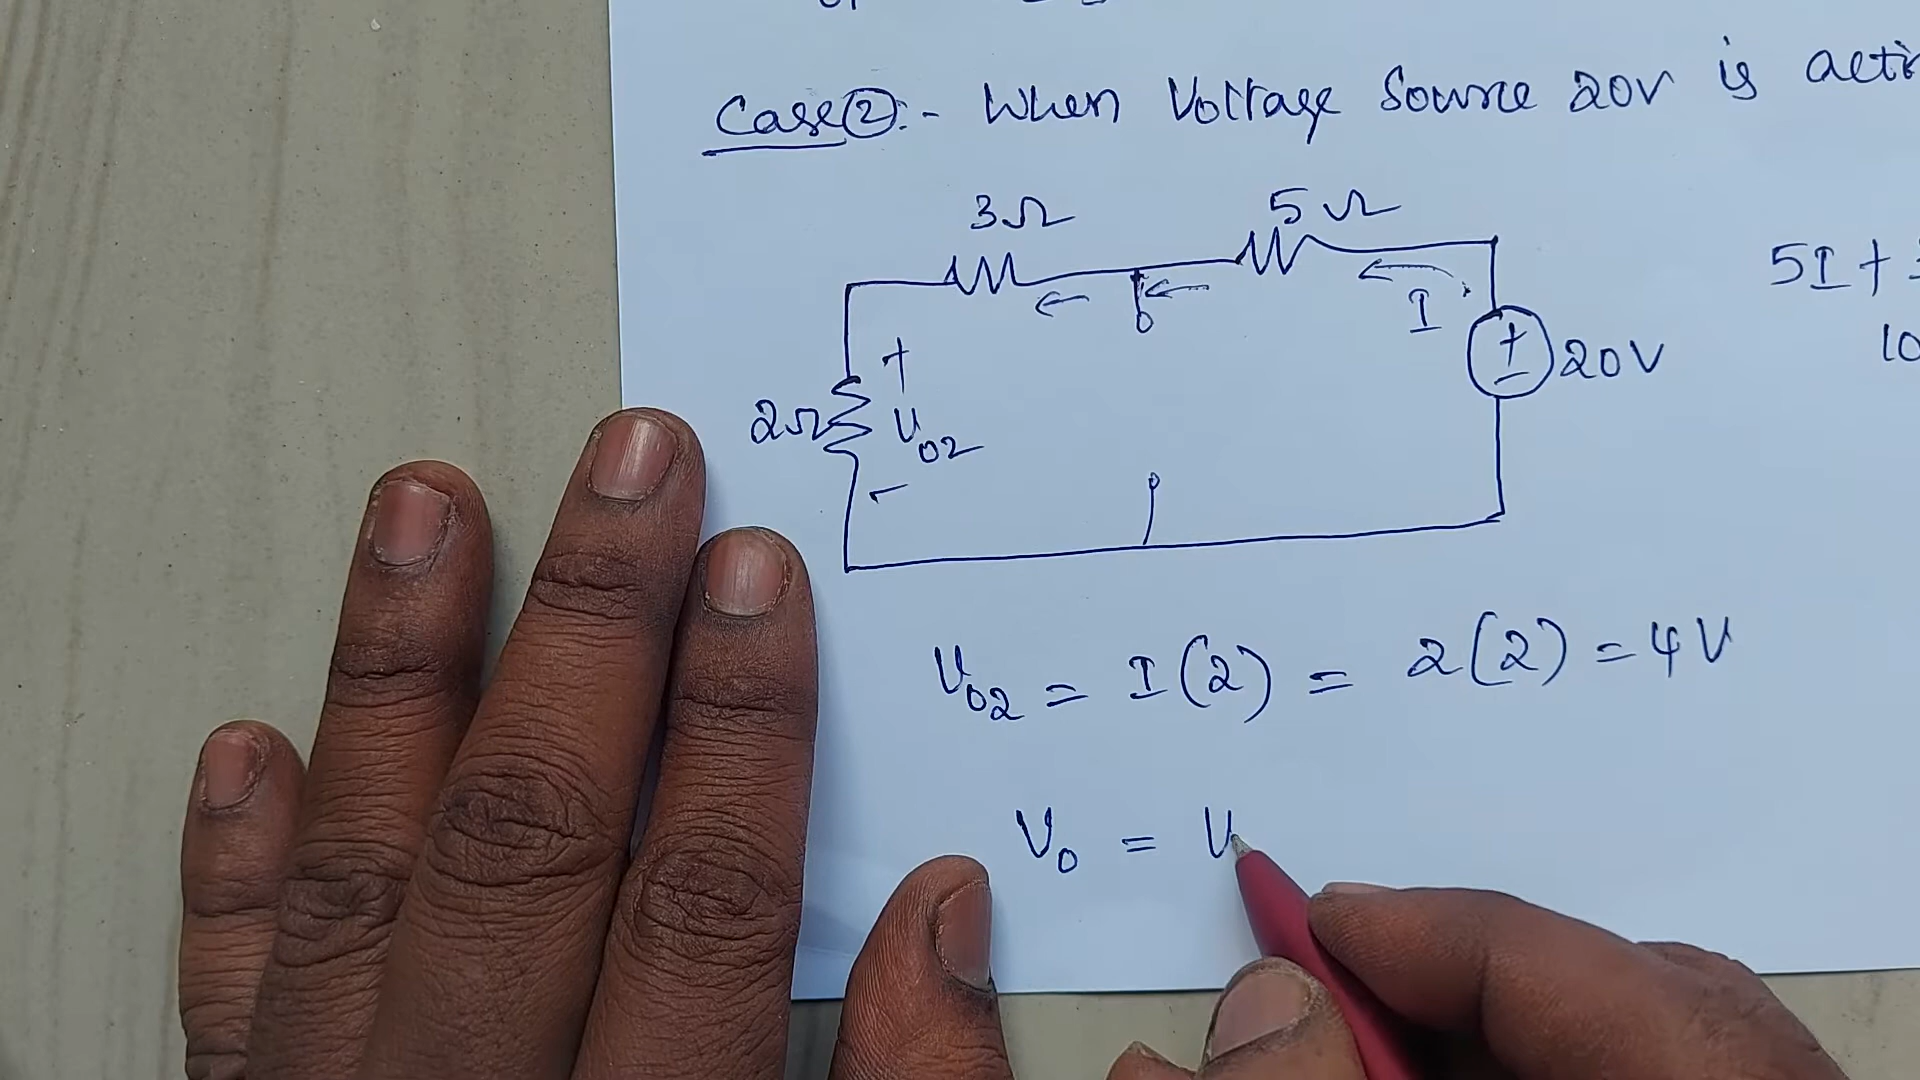 Case②:- When Voltage Source 20V is
3Ω 5Ω
5I +
I
+
± 20V
10
2Ω V02
-
V02 = I(2) = 2(2) = 4V
V0 = V